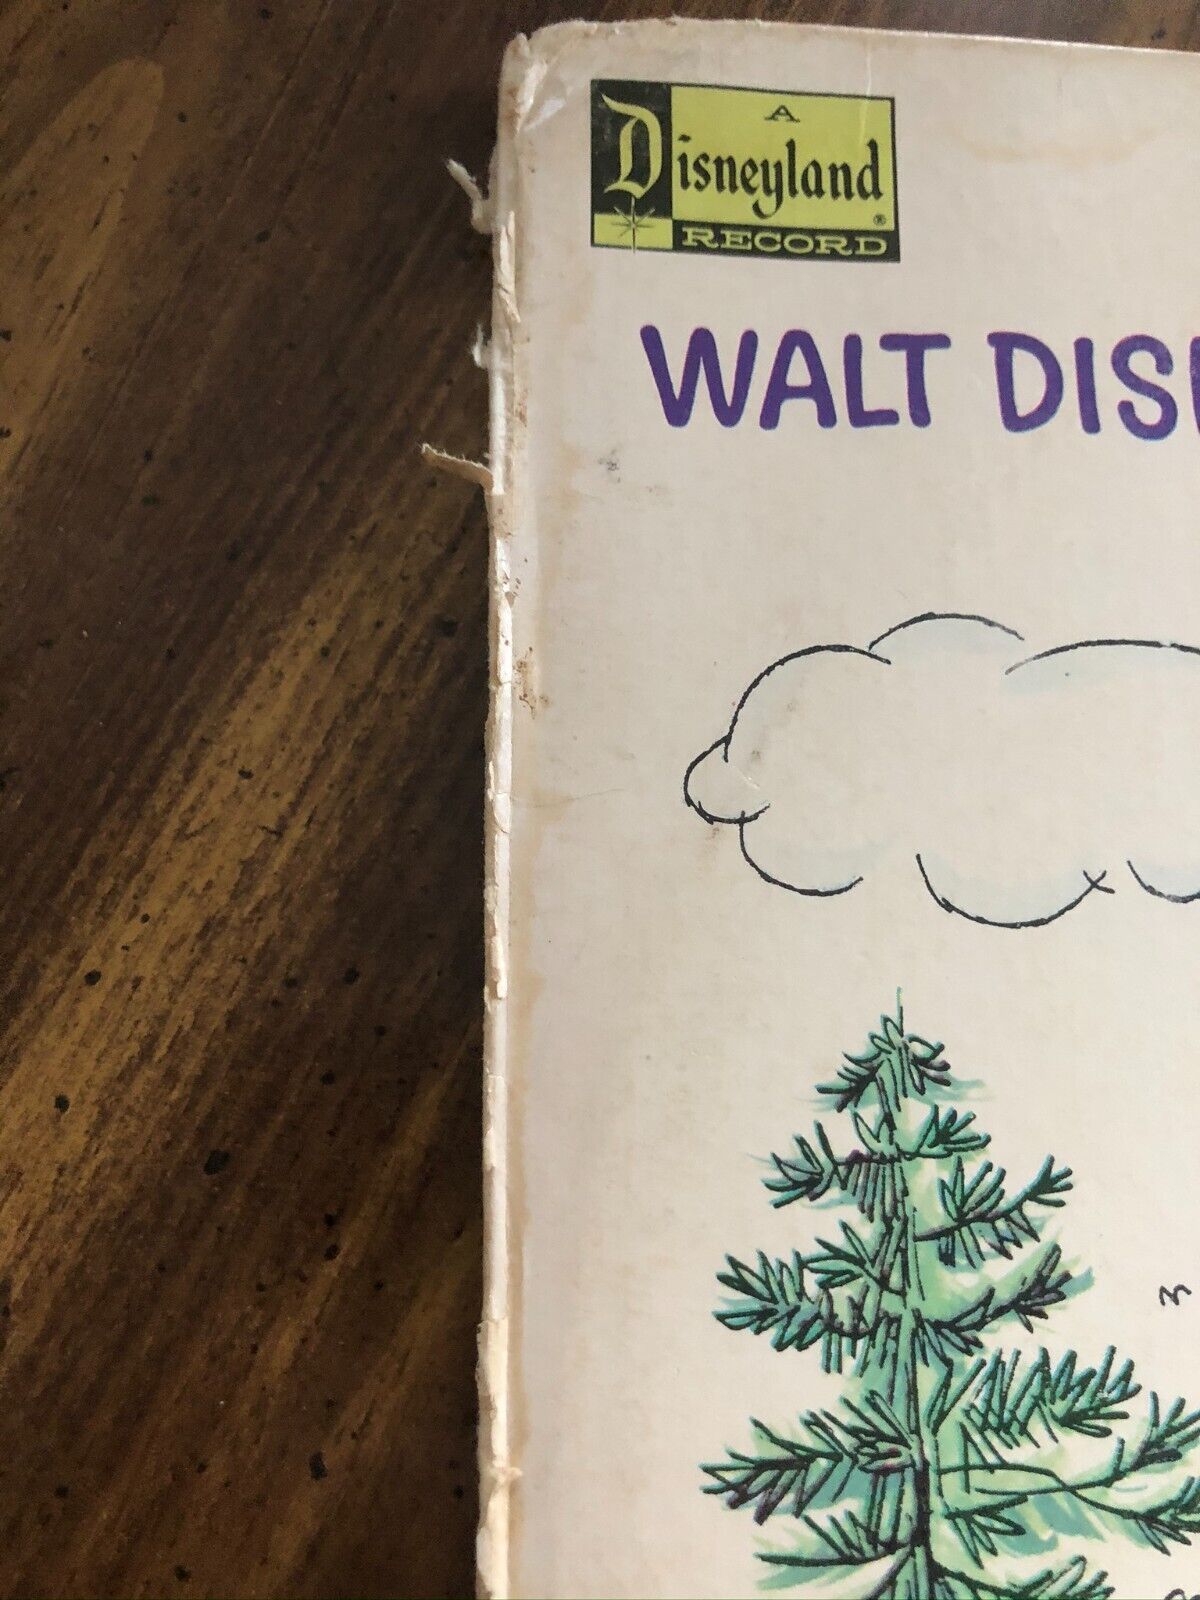 A
Disneyland
®
RECORD
WALT DIS